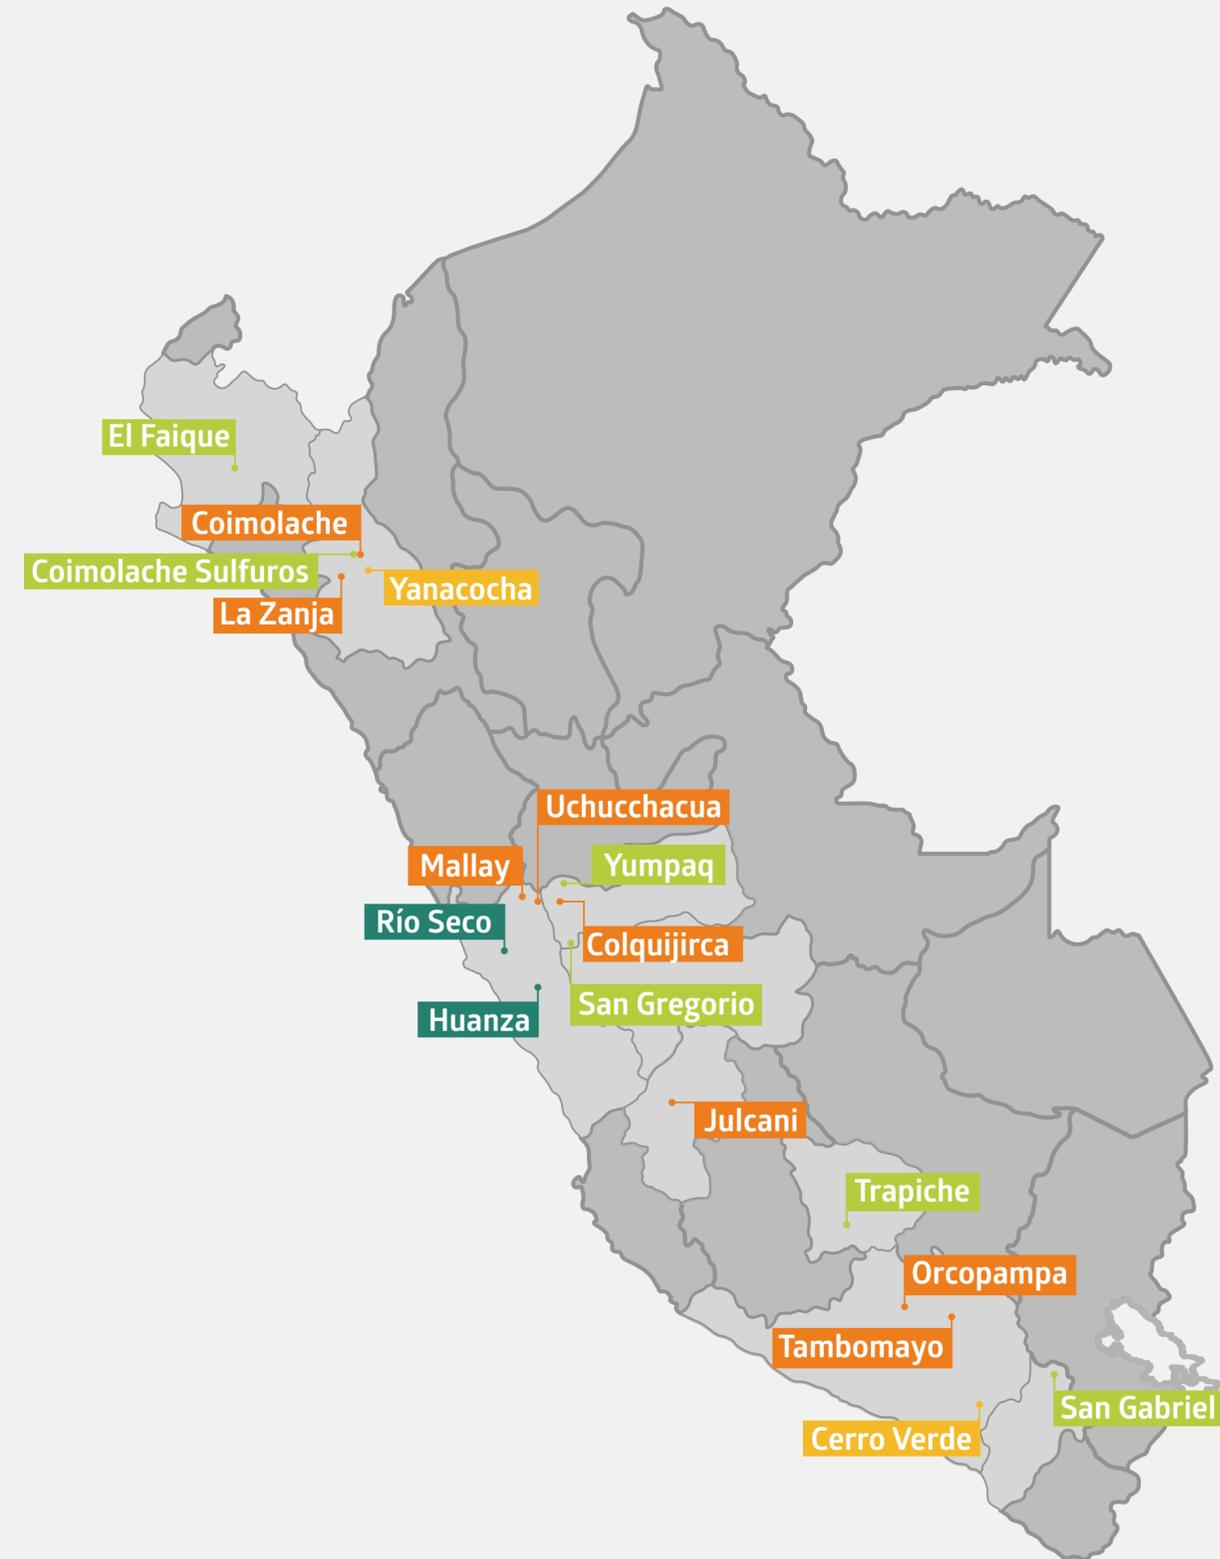 El Faique
Coimolache
Coimolache Sulfuros
Yanacocha
La Zanja
Uchucchacua
Mallay
Yumpaq
Río Seco
Colquijirca
San Gregorio
Huanza
Julcani
Trapiche
Orcopampa
Tambomayo
San Gabriel
Cerro Verde